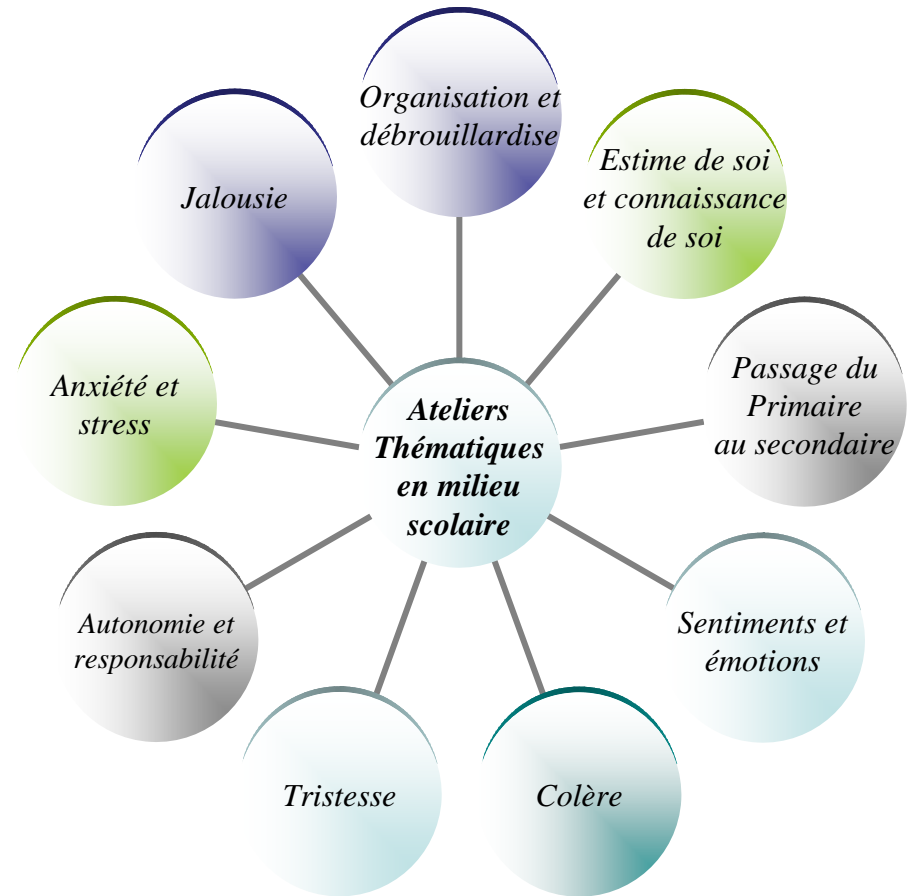 Organisation et
débrouillardise
Estime de soi
et connaissance
de soi
Jalousie
Passage du
Primaire
au secondaire
Anxiété et
stress
Ateliers
Thématiques
en milieu
scolaire
Sentiments et
émotions
Autonomie et
responsabilité
Colère
Tristesse